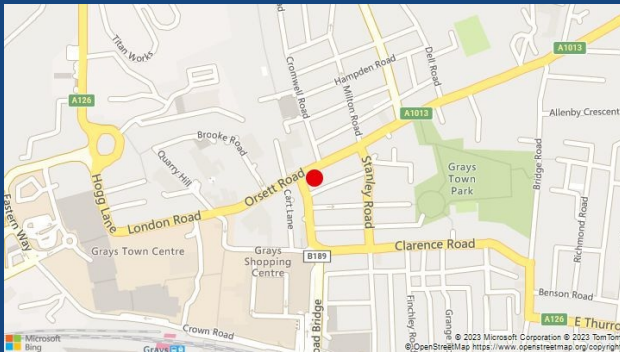 Titan Works
Cromwell Road
Hampden Road
Dell Road
A1013
A126
Milton Road
A1013
Allenby Crescent
Brooke Road
Quarry Hill
Stanley Road
Grays
Town
Park
Bridge Road
Hogg Lane
Orsett Road
Cart Lane
London Road
Eastern Way
Richmond Road
Grays Town Centre
Grays
Shopping
Centre
B189
Clarence Road
Finchley Road
Grange
Benson Road
A126
E Thurro
oad Bridge
Crown Road
Grays
Microsoft
Bing
© 2023 Microsoft Corporation © 2023 TomTom
© OpenStreetMap https://www.openstreetmap.org/copyright